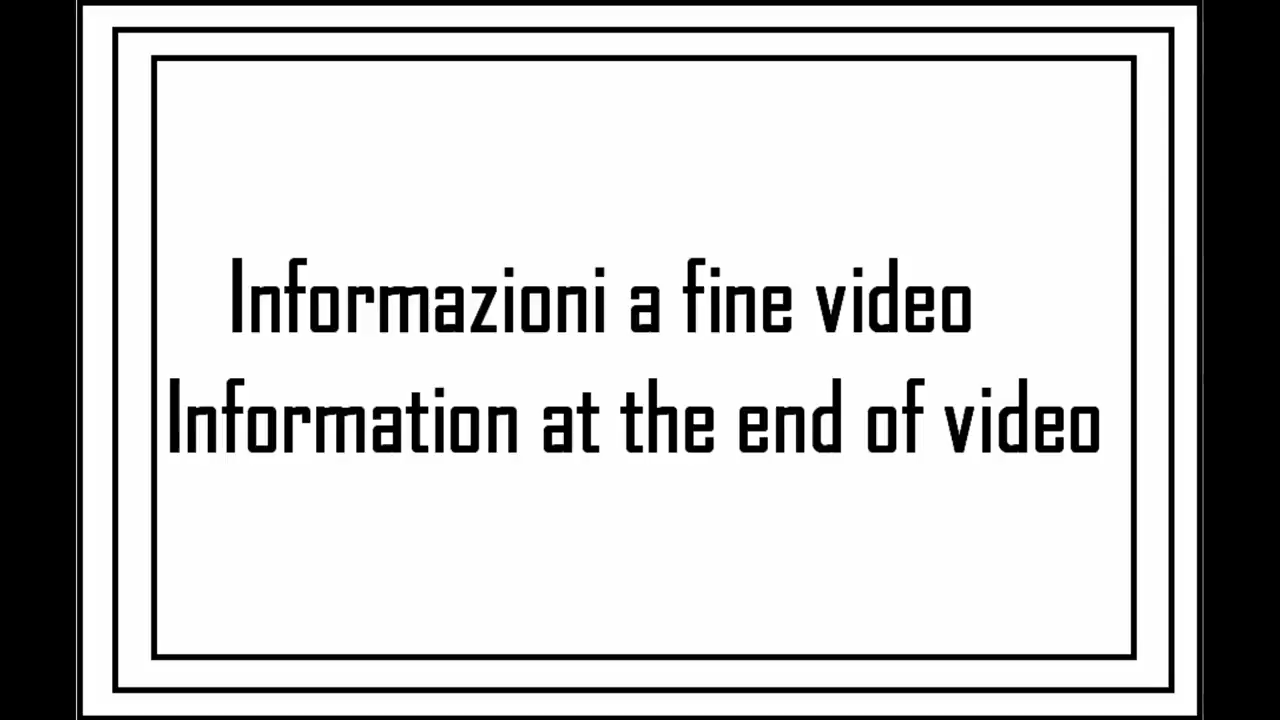 Informazioni a fine video
Information at the end of video